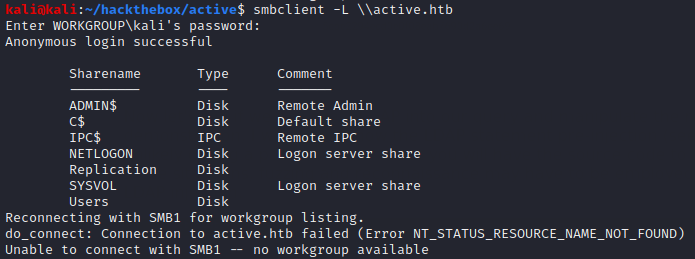 kali@kali:~/hackthebox/active$ smbclient -L \\active.htb
Enter WORKGROUP\kali's password:
Anonymous login successful
Sharename Type Comment
--------- ---- -------
ADMIN$ Disk Remote Admin
C$ Disk Default share
IPC$ IPC Remote IPC
NETLOGON Disk Logon server share
Replication Disk
SYSVOL Disk Logon server share
Users Disk
Reconnecting with SMB1 for workgroup listing.
do_connect: Connection to active.htb failed (Error NT_STATUS_RESOURCE_NAME_NOT_FOUND)
Unable to connect with SMB1 -- no workgroup available